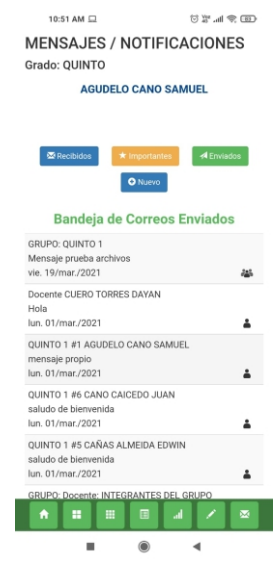 10:51 AM
MENSAJES / NOTIFICACIONES
Grado: QUINTO
AGUDELO CANO SAMUEL
Recibidos
Importantes
Enviados
Nuevo
Bandeja de Correos Enviados
GRUPO: QUINTO 1
Mensaje prueba archivos
vie. 19/mar./2021
Docente CUERO TORRES DAYAN
Hola
lun. 01/mar./2021
QUINTO 1 #1 AGUDELO CANO SAMUEL
mensaje propio
lun. 01/mar./2021
QUINTO 1 #6 CANO CAICEDO JUAN
saludo de bienvenida
lun. 01/mar./2021
QUINTO 1 #5 CAÑAS ALMEIDA EDWIN
saludo de bienvenida
lun. 01/mar./2021
GRUPO: Docente: INTEGRANTES DEL GRUPO